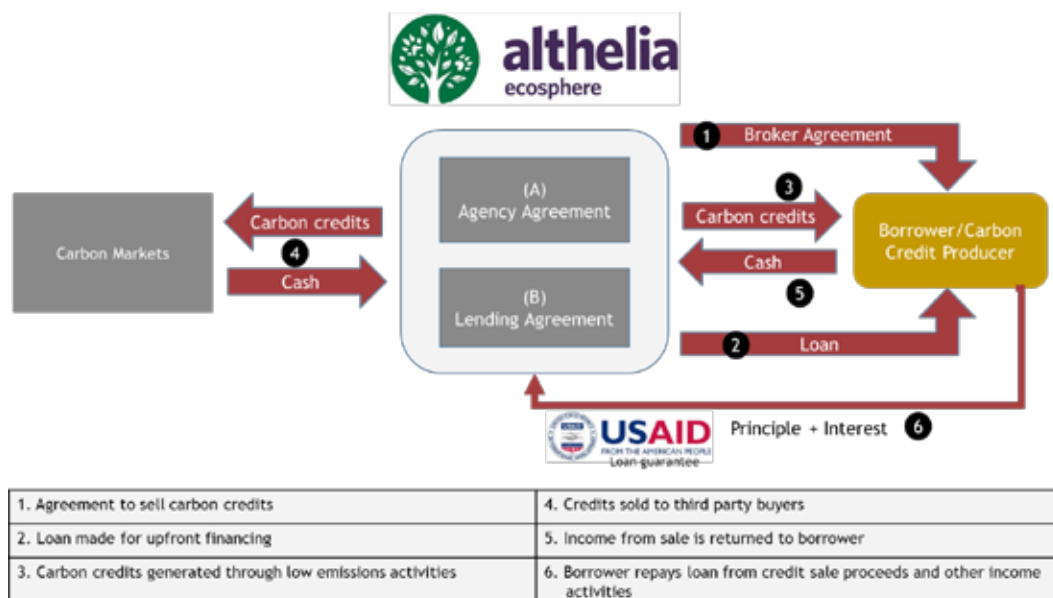 althelia
ecosphere
1 Broker Agreement
(A)
Agency Agreement
3
Carbon credits
Carbon credits
4
Cash
Carbon Markets
Borrower/Carbon
Credit Producer
Cash
5
(B)
Lending Agreement
2 Loan
USAID
FROM THE AMERICAN PEOPLE
Loan guarantee
Principle + Interest 6
1. Agreement to sell carbon credits
4. Credits sold to third party buyers
2. Loan made for upfront financing
5. Income from sale is returned to borrower
3. Carbon credits generated through low emissions activities
6. Borrower repays loan from credit sale proceeds and other income
activities